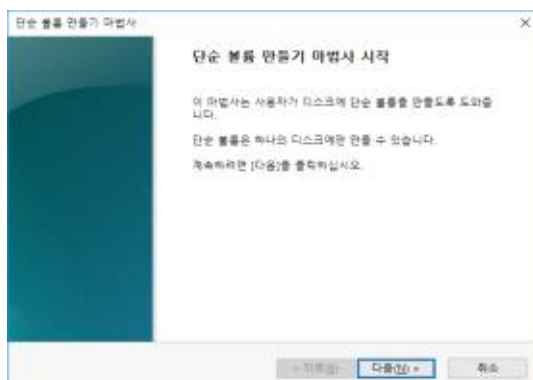 단순 볼륨 만들기 마법사
단순 볼륨 만들기 마법사 시작
이 마법사는 사용자가 디스크에 단순 볼륨을 만들도록 도와줍
니다.
단순 볼륨은 하나의 디스크에만 만들 수 있습니다.
계속하려면 [다음]을 클릭하십시오.
< 뒤로(B)
다음(N) >
취소